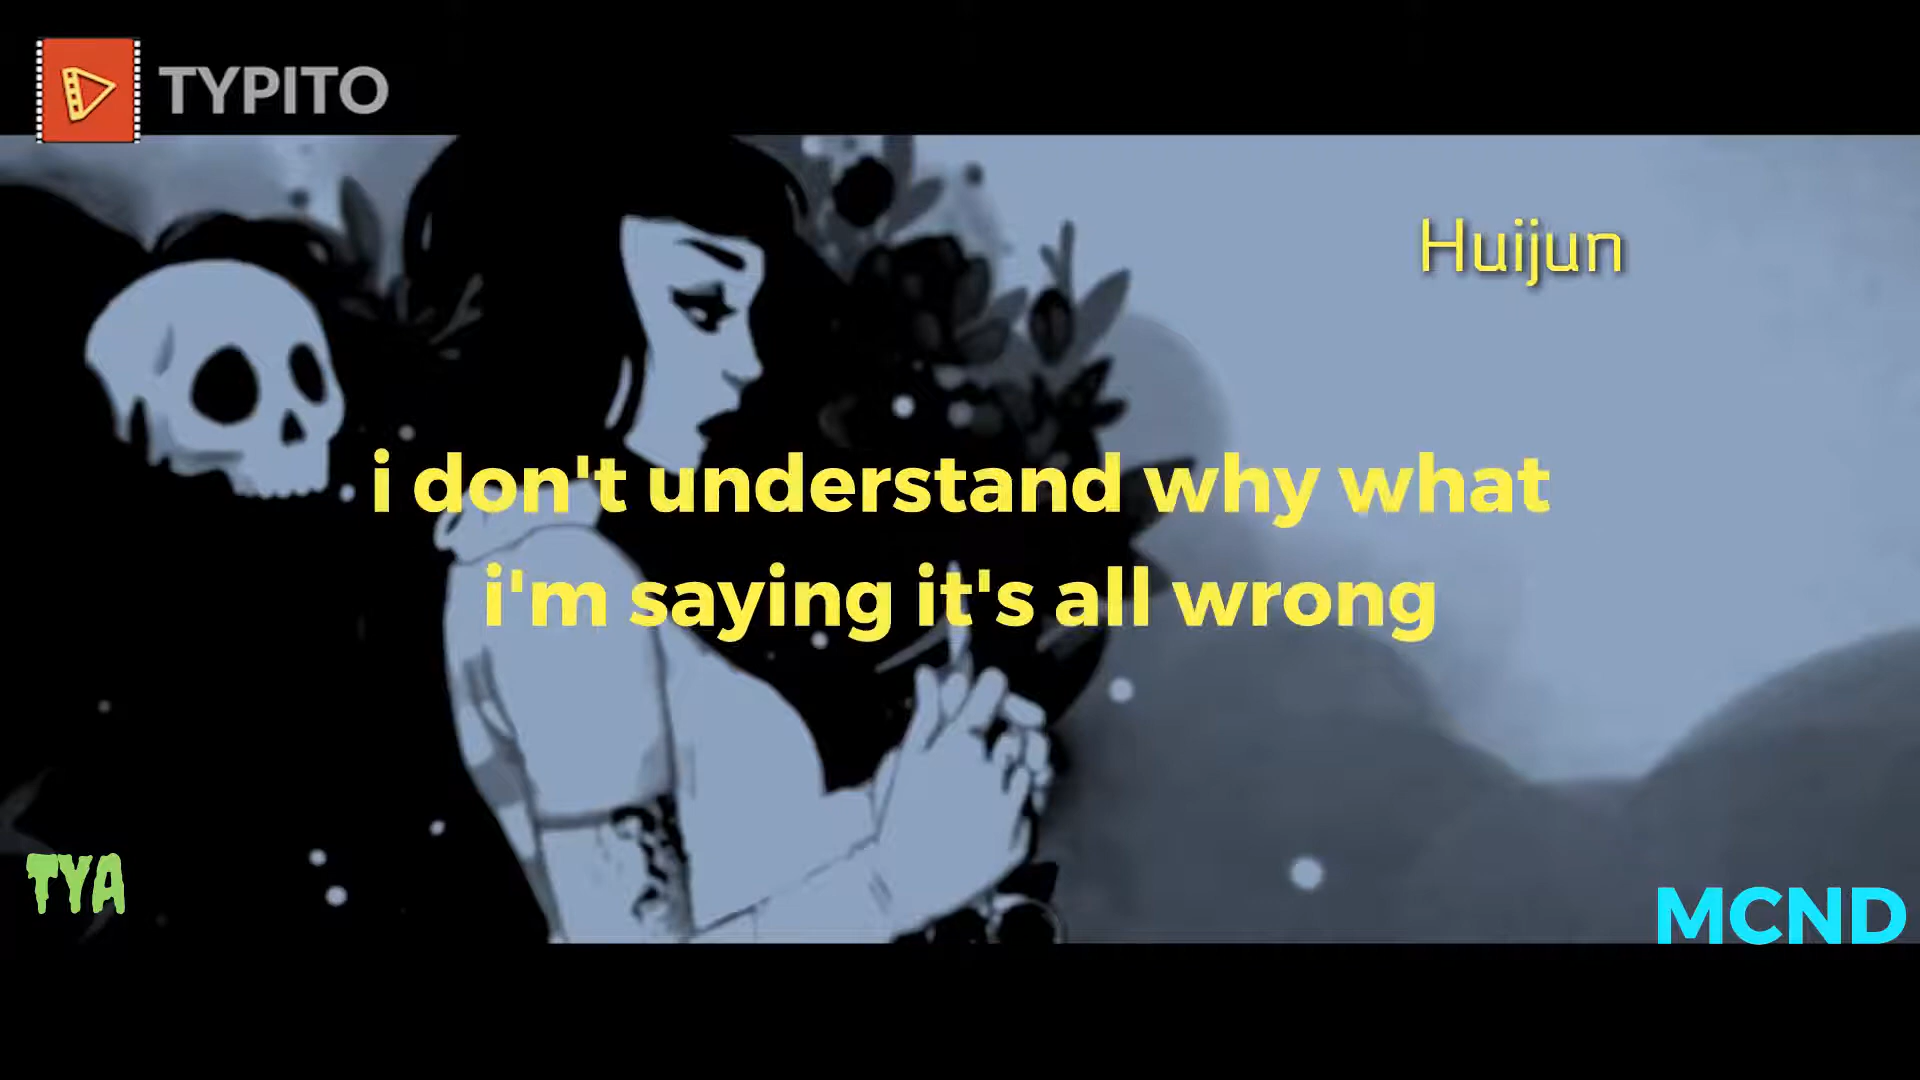 TYPITO
Huijun
i don't understand why what
i'm saying it's all wrong
TYA
MCND